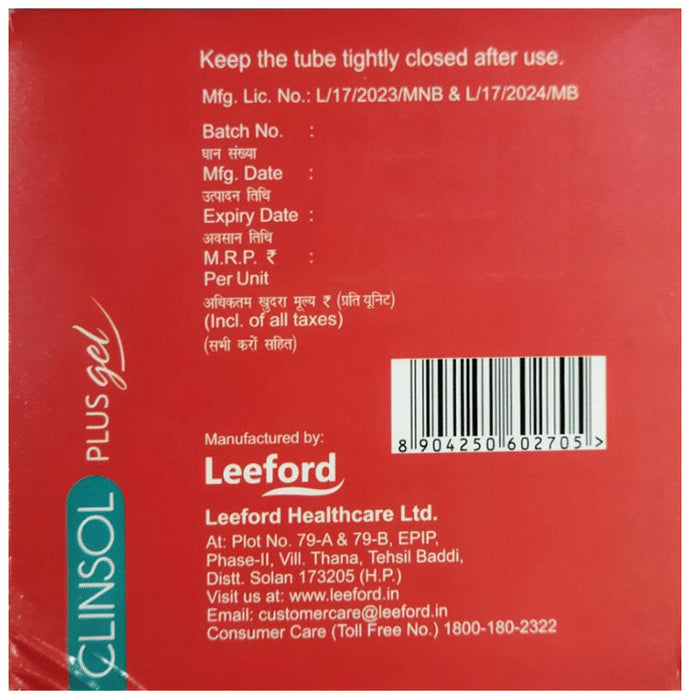 Keep the tube tightly closed after use.
Mfg. Lic. No.: L/17/2023/MNB & L/17/2024/MB
Batch No. :
घान संख्या
Mfg. Date :
उत्पादन तिथि
Expiry Date :
अवसान तिथि
M.R.P. ₹ :
Per Unit
अधिकतम खुदरा मूल्य ₹ (प्रति यूनिट)
(Incl. of all taxes)
(सभी करों सहित)
CLINSOL PLUS gel
8 904250 602705 >
Manufactured by:
Leeford
Leeford Healthcare Ltd.
At: Plot No. 79-A & 79-B, EPIP,
Phase-II, Vill. Thana, Tehsil Baddi,
Distt. Solan 173205 (H.P.)
Visit us at: www.leeford.in
Email: customercare@leeford.in
Consumer Care (Toll Free No.) 1800-180-2322